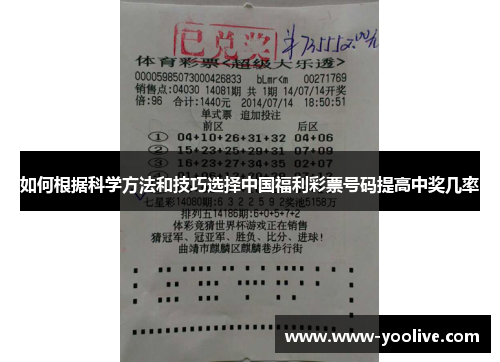 已兑奖
体育彩票<超级大乐透>
00005985073000426833 bLmr<m 00271769
销售点:04030 14081期 共 1期 14/07/14开奖
倍:96 合计:1440元 2014/07/14 18:50:51
单式票 追加投注
前区 后区
① 04+10+26+31+32 04+06
② 15+23+25+29+31 07+09
③ 16+23+27+34+35 02+04
如何根据科学方法和技巧选择中国福利彩票号码提高中奖几率
七星彩14080期:6 3 2 2 5 9 2奖池5158万
排列五14186期:6+0+5+7+2
体彩竞猜世界杯游戏正在销售
猜冠军、冠亚军、胜负、比分、进球!
曲靖市麒麟区麒麟巷步行街
www.yoolive.com